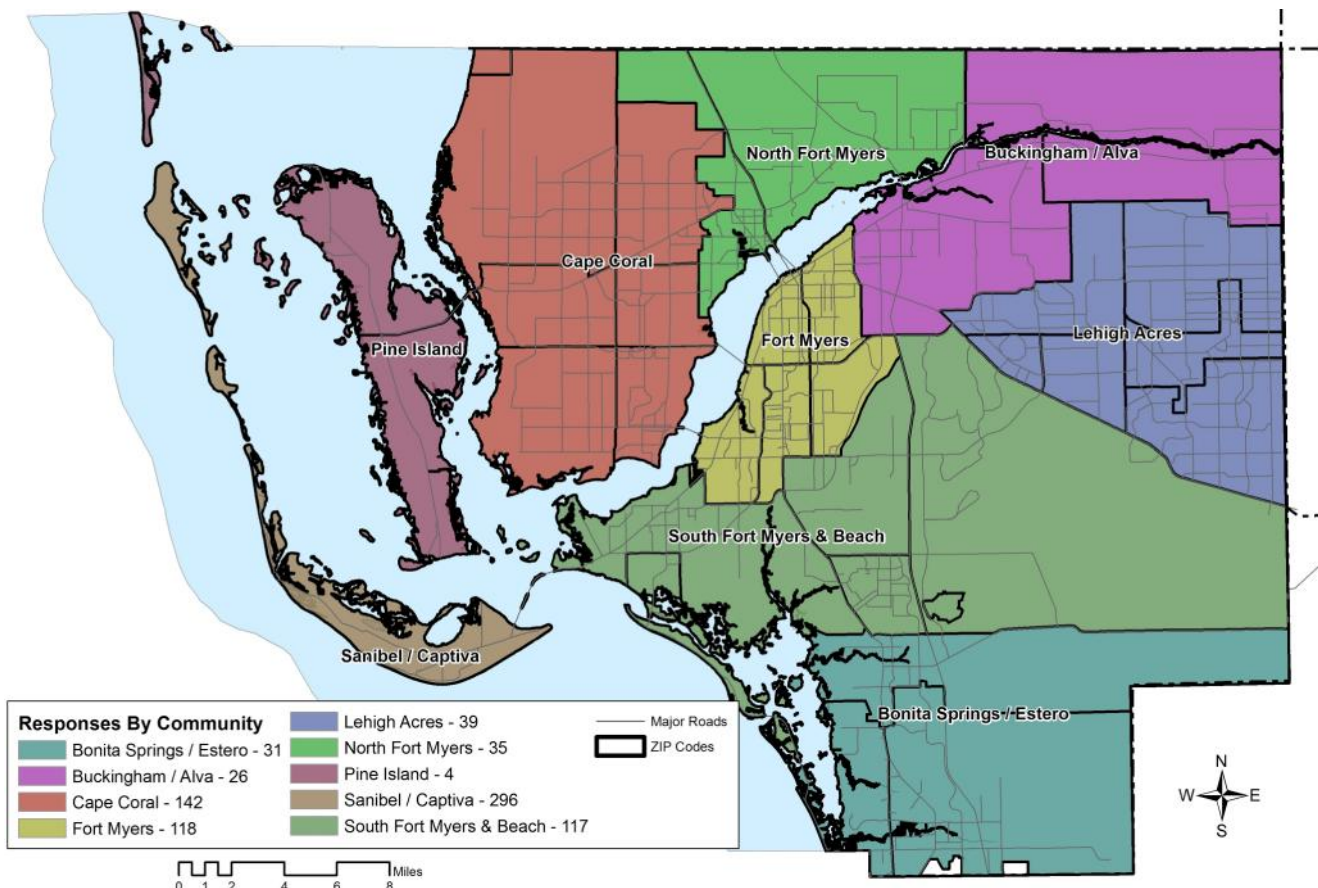 North Fort Myers
Buckingham / Alva
Cape Coral
Fort Myers
Lehigh Acres
Pine Island
South Fort Myers & Beach
Sanibel / Captiva
Bonita Springs / Estero
Responses By Community
Bonita Springs / Estero - 31
Buckingham / Alva - 26
Cape Coral - 142
Fort Myers - 118
Lehigh Acres - 39
North Fort Myers - 35
Pine Island - 4
Sanibel / Captiva - 296
South Fort Myers & Beach - 117
Major Roads
ZIP Codes
N
W E
S
Miles
0 1 2 4 6 8